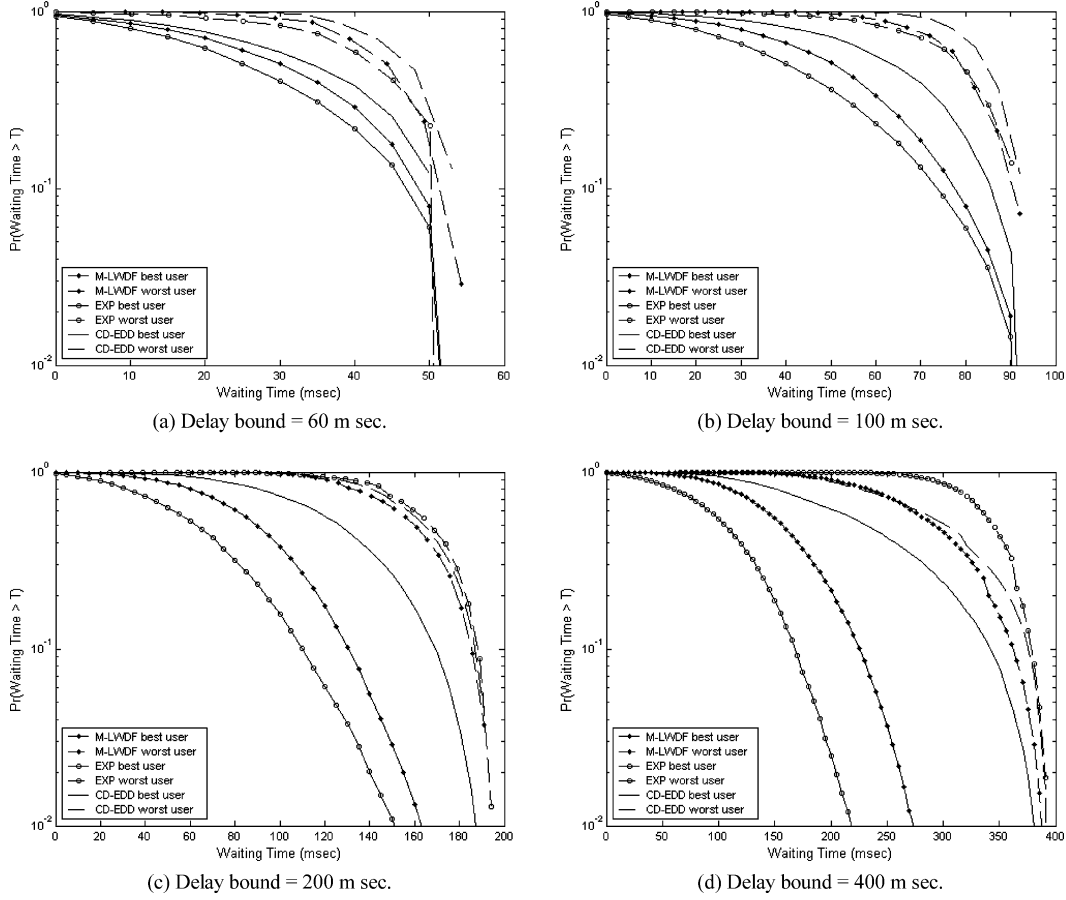 10^0
10^-1
10^-2
Pr(Waiting Time > T)
M-LWDF best user
M-LWDF worst user
EXP best user
EXP worst user
CD-EDD best user
CD-EDD worst user
0 10 20 30 40 50 60
Waiting Time (msec)
(a) Delay bound = 60 m sec.
10^0
10^-1
10^-2
Pr(Waiting Time > T)
M-LWDF best user
M-LWDF worst user
EXP best user
EXP worst user
CD-EDD best user
CD-EDD worst user
0 10 20 30 40 50 60 70 80 90 100
Waiting Time (msec)
(b) Delay bound = 100 m sec.
10^0
10^-1
10^-2
Pr(Waiting Time > T)
M-LWDF best user
M-LWDF worst user
EXP best user
EXP worst user
CD-EDD best user
CD-EDD worst user
0 20 40 60 80 100 120 140 160 180 200
Waiting Time (msec)
(c) Delay bound = 200 m sec.
10^0
10^-1
10^-2
Pr(Waiting Time > T)
M-LWDF best user
M-LWDF worst user
EXP best user
EXP worst user
CD-EDD best user
CD-EDD worst user
0 50 100 150 200 250 300 350 400
Waiting Time (msec)
(d) Delay bound = 400 m sec.